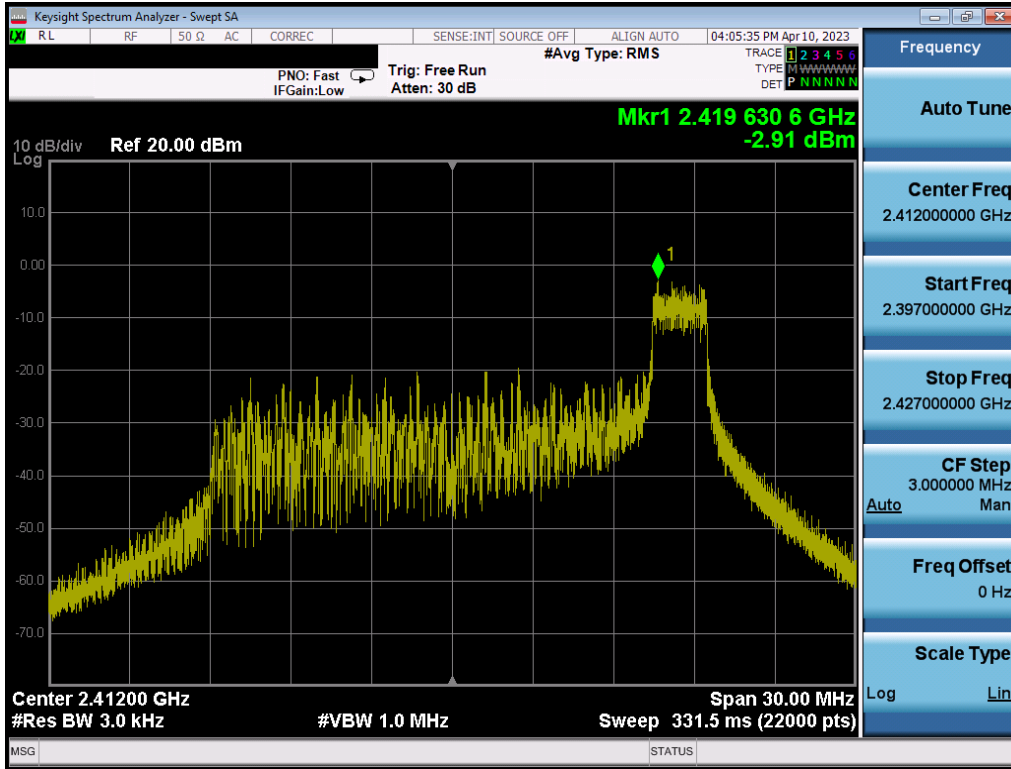 Keysight Spectrum Analyzer - Swept SA
LXI RL RF 50 Ω AC CORREC SENSE:INT SOURCE OFF ALIGN AUTO 04:05:35 PM Apr 10, 2023
#Avg Type: RMS
TRACE 1 2 3 4 5 6
PNO: Fast Trig: Free Run
TYPE M W W W W W
IFGain:Low Atten: 30 dB
DET P N N N N N
Mkr1 2.419 630 6 GHz
-2.91 dBm
10 dB/div Ref 20.00 dBm
Log
10.0
0.00
-10.0
-20.0
-30.0
-40.0
-50.0
-60.0
-70.0
1
Center 2.41200 GHz Span 30.00 MHz
#Res BW 3.0 kHz #VBW 1.0 MHz Sweep 331.5 ms (22000 pts)
MSG STATUS
Frequency
Auto Tune
Center Freq
2.412000000 GHz
Start Freq
2.397000000 GHz
Stop Freq
2.427000000 GHz
CF Step
3.000000 MHz
Auto Man
Freq Offset
0 Hz
Scale Type
Log Lin